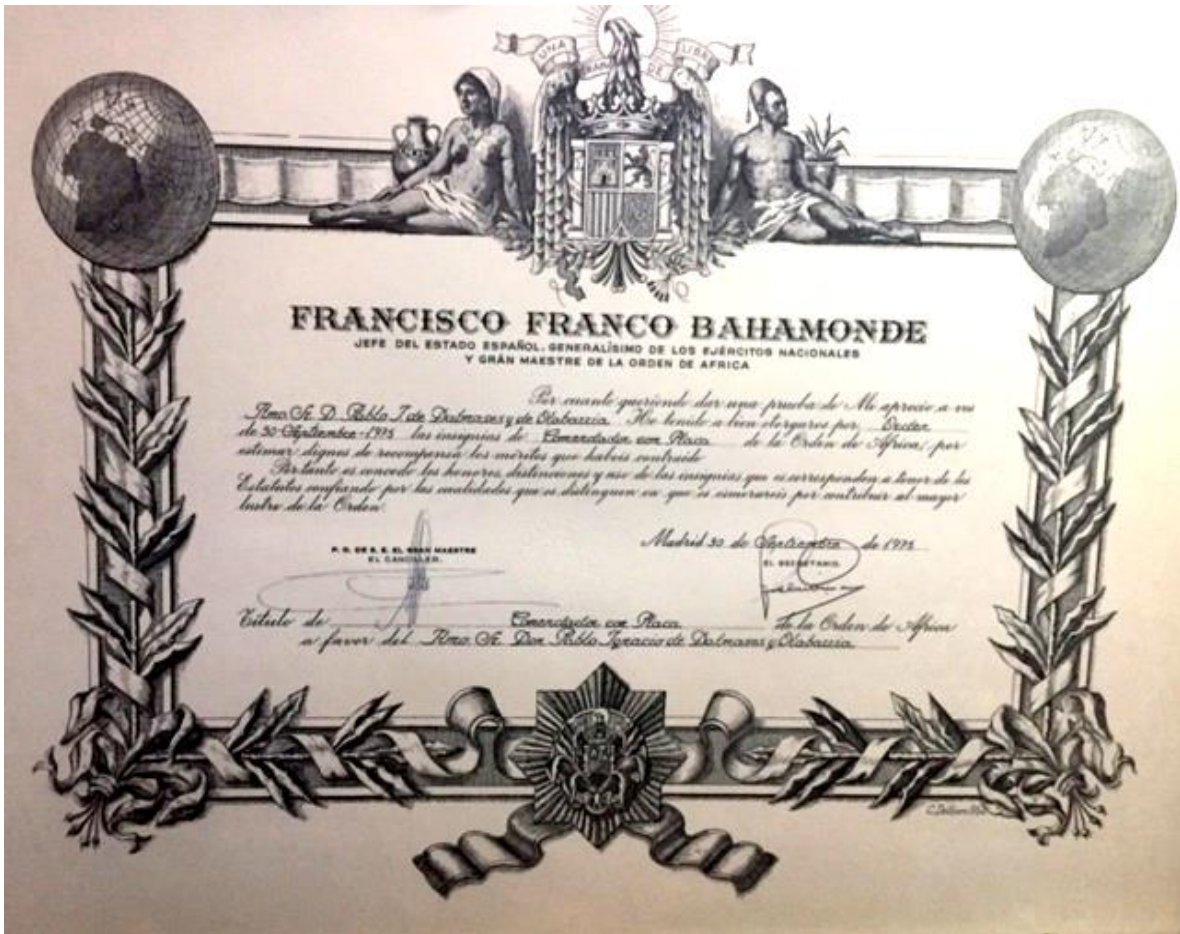 UNA GRANDE LIBRE
FRANCISCO FRANCO BAHAMONDE
JEFE DEL ESTADO ESPAÑOL, GENERALÍSIMO DE LOS EJÉRCITOS NACIONALES
Y GRÁN MAESTRE DE LA ORDEN DE AFRICA
Por cuanto queriendo dar una prueba de Mi aprecio a vos
Sr. D. Pablo I. de Dalmases y de Olabarria He tenido a bien otorgaros por Orden
de 30-Septiembre-1975 las insignias de Comendador con Placa de la Orden de Africa, por
estimar dignos de recompensa los méritos que habeis contraido
Por tanto os concedo los honores, distinciones y uso de las insignias que os corresponden a tenor de los
Estatutos confiando por las cualidades que os distinguen en que os esmerareis por contribuir al mayor
lustre de la Orden.
Madrid 30 de Septiembre de 1975
P. O. DE S. E. EL GRAN MAESTRE
EL CANCILLER.
EL SECRETARIO.
Titulo de Comendador con Placa de la Orden de Africa
a favor del Sr. Don Pablo Ignacio de Dalmases y Olabarria